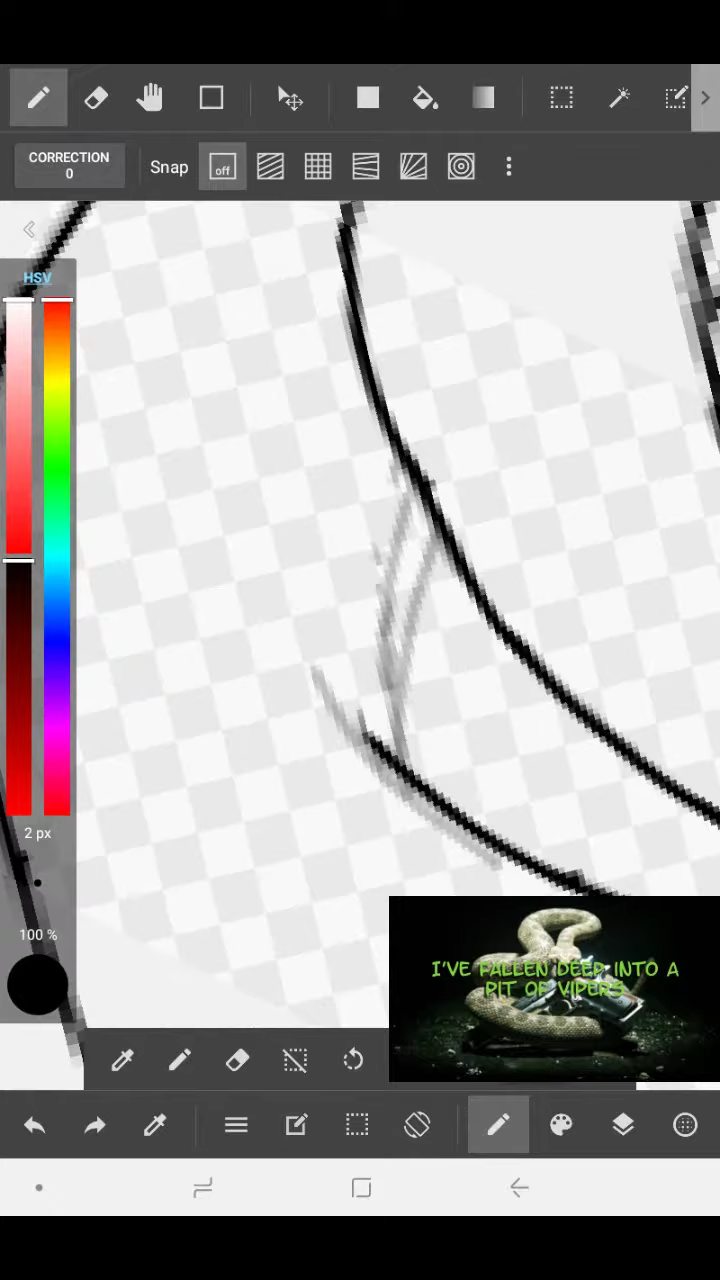 CORRECTION
0
Snap
off
HSV
2 px
100 %
I'VE FALLEN DEEP INTO A
PIT OF VIPERS